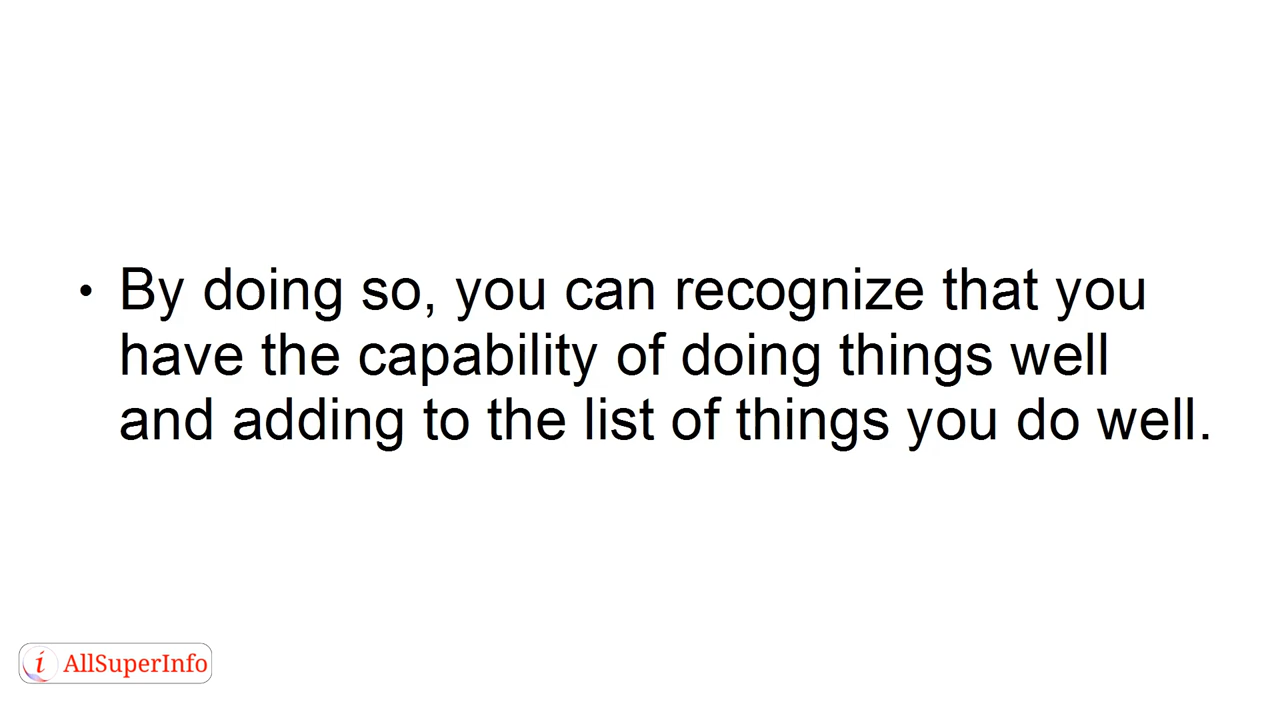 • By doing so, you can recognize that you
have the capability of doing things well
and adding to the list of things you do well.
i AllSuperInfo